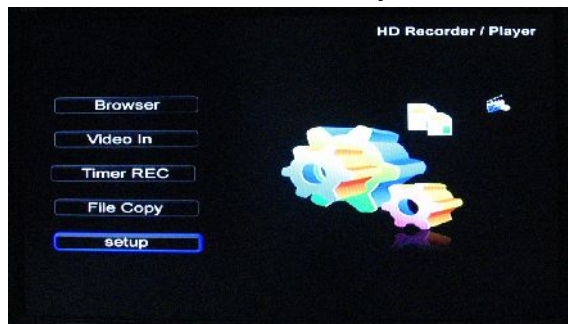 HD Recorder / Player
Browser
Video In
Timer REC
File Copy
setup